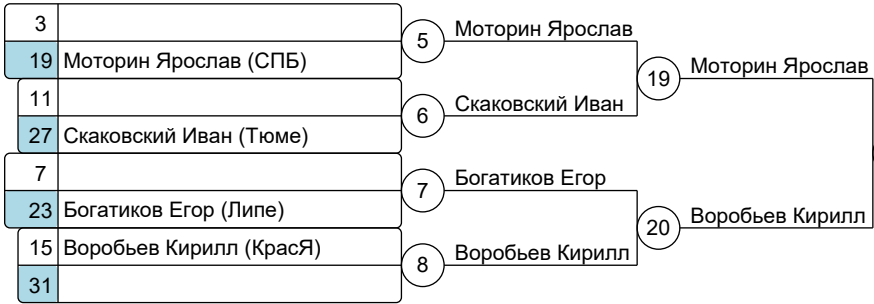 3
19 Моторин Ярослав (СПБ)
5
Моторин Ярослав
11
27 Скаковский Иван (Тюме)
6
Скаковский Иван
19
Моторин Ярослав
7
23 Богатиков Егор (Липе)
7
Богатиков Егор
15 Воробьев Кирилл (КрасЯ)
31
8
Воробьев Кирилл
20
Воробьев Кирилл